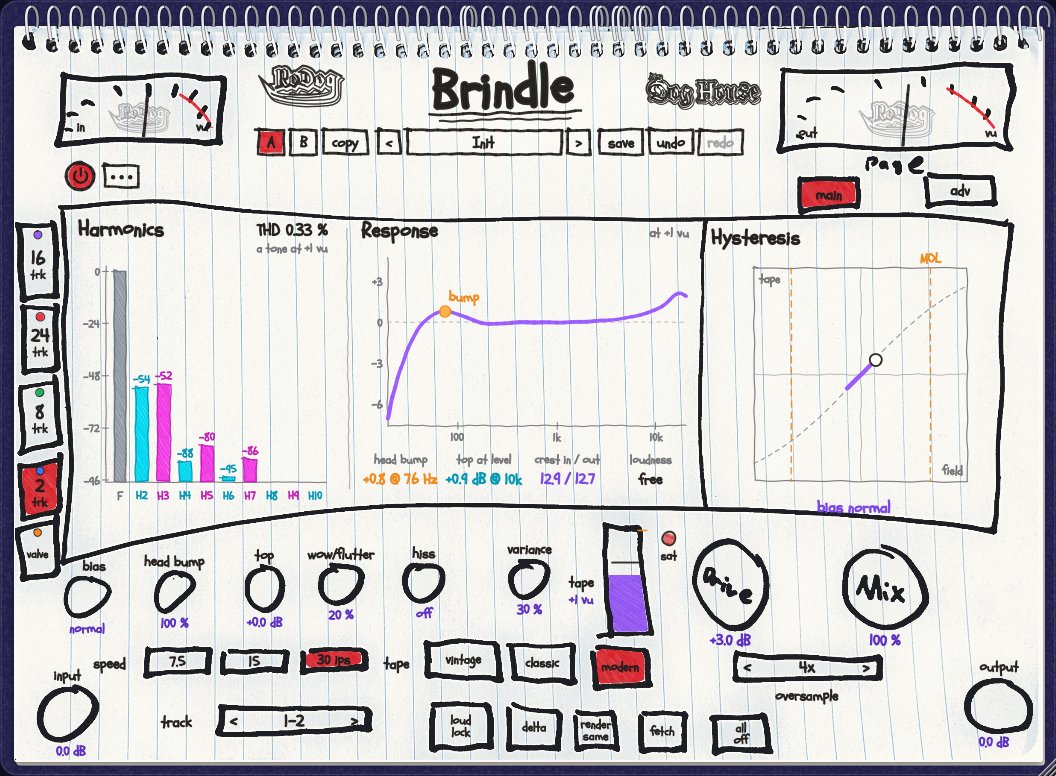 RoDog
Brindle
Dog House
in
vu
RoDog
out
vu
RoDog
A
B
copy
<
Init
>
save
undo
redo
page
main
adv
16
trk
24
trk
8
trk
2
trk
valve
Harmonics
THD 0.33 %
a tone at +1 vu
0
-24
-48
-72
-96
-54
-52
-88
-80
-95
-86
F H2 H3 H4 H5 H6 H7 H8 H9 H10
Response
at +1 vu
+3
0
-3
-6
bump
100 1k 10k
head bump
top at level
crest in / out
loudness
+0.8 @ 76 Hz
+0.9 dB @ 10k
12.9 / 12.7
free
Hysteresis
MOL
tape
field
bias normal
bias
normal
head bump
100 %
top
+0.0 dB
wow/flutter
20 %
hiss
off
variance
30 %
tape
+1 vu
sat
Drive
+3.0 dB
Mix
100 %
speed
7.5
15
30 ips
tape
vintage
classic
modern
<
4x
>
oversample
input
0.0 dB
track
<
1-2
>
loud
lock
delta
render
same
fetch
all
off
output
0.0 dB